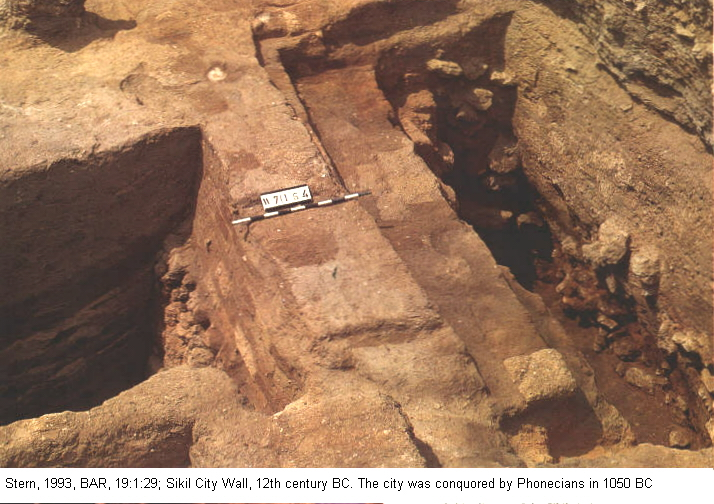 Stern, 1993, BAR, 19:1:29; Sikil City Wall, 12th century BC. The city was conquored by Phonecians in 1050 BC